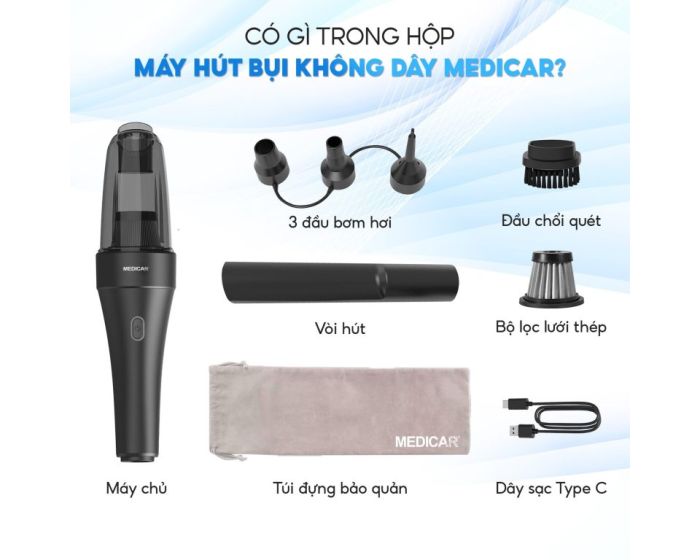 CÓ GÌ TRONG HỘP
MÁY HÚT BỤI KHÔNG DÂY MEDICAR?
MEDICAR
3 đầu bơm hơi
Đầu chổi quét
Vòi hút
Bộ lọc lưới thép
MEDICAR
Máy chủ
Túi đựng bảo quản
Dây sạc Type C